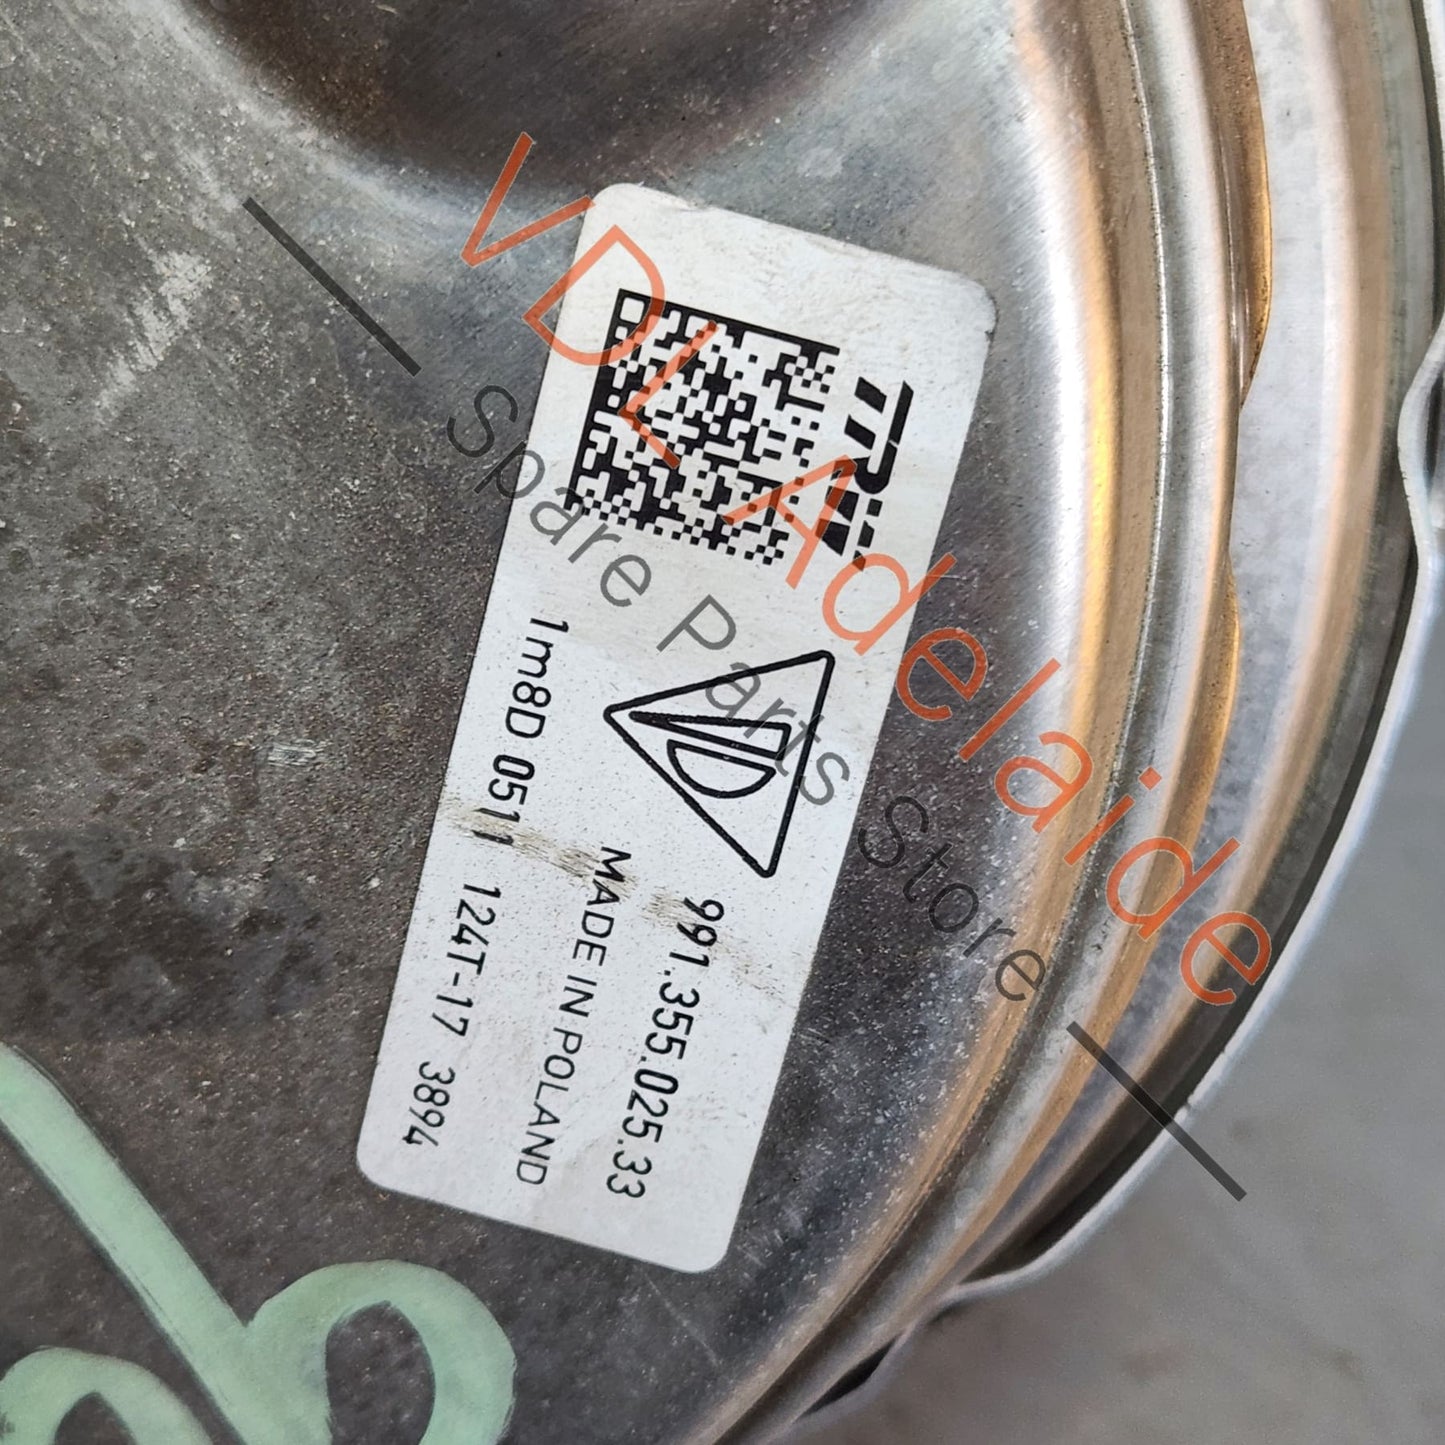 TRW
991.355.025.33
MADE IN POLAND
1m8D 0511 124T-17 3894
VDL Adelaide
Spare Parts Store